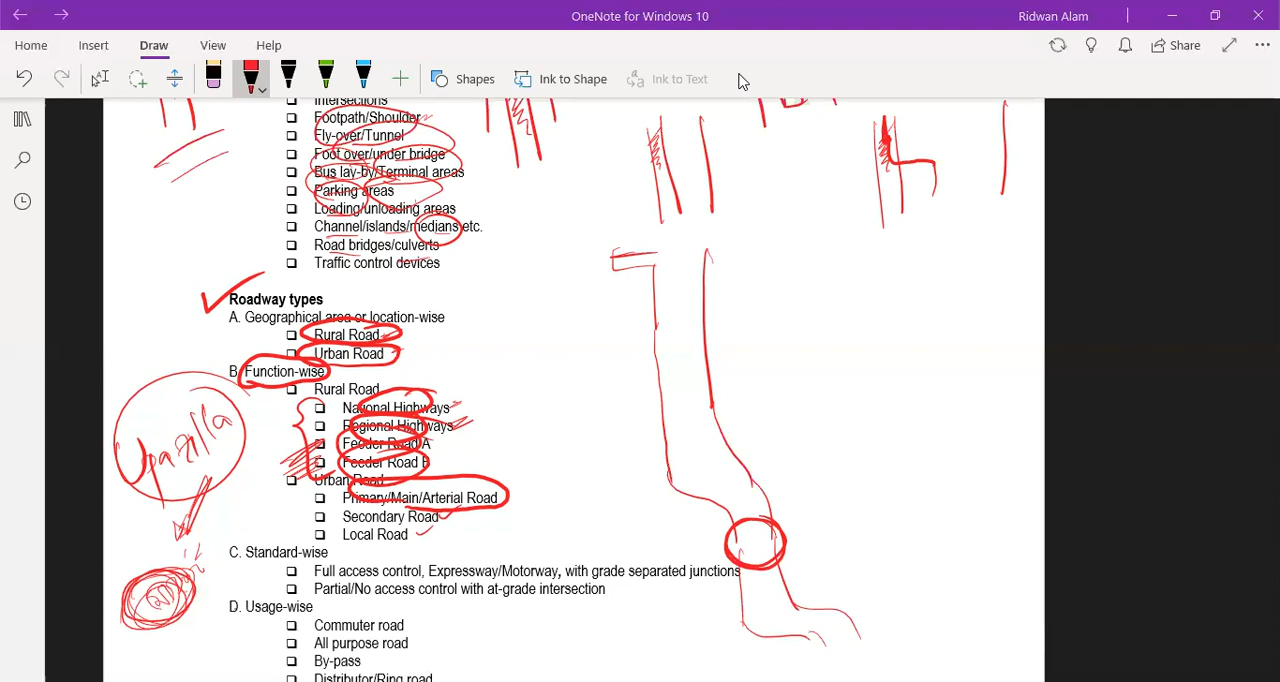 OneNote for Windows 10
Ridwan Alam
Home Insert Draw View Help
Share
Shapes Ink to Shape Ink to Text
Intersections
Footpath/Shoulder
Fly-over/Tunnel
Foot over/under bridge
Bus lay-by/Terminal areas
Parking areas
Loading/unloading areas
Channel/islands/medians etc.
Road bridges/culverts
Traffic control devices
Roadway types
A. Geographical area or location-wise
Rural Road
Urban Road
B. Function-wise
Rural Road
National Highways
Regional Highways
Feeder Road A
Feeder Road B
Urban Road
Primary/Main/Arterial Road
Secondary Road
Local Road
Upazilla
C. Standard-wise
Full access control, Expressway/Motorway, with grade separated junctions
Partial/No access control with at-grade intersection
D. Usage-wise
Commuter road
All purpose road
By-pass
Distributor/Ring road